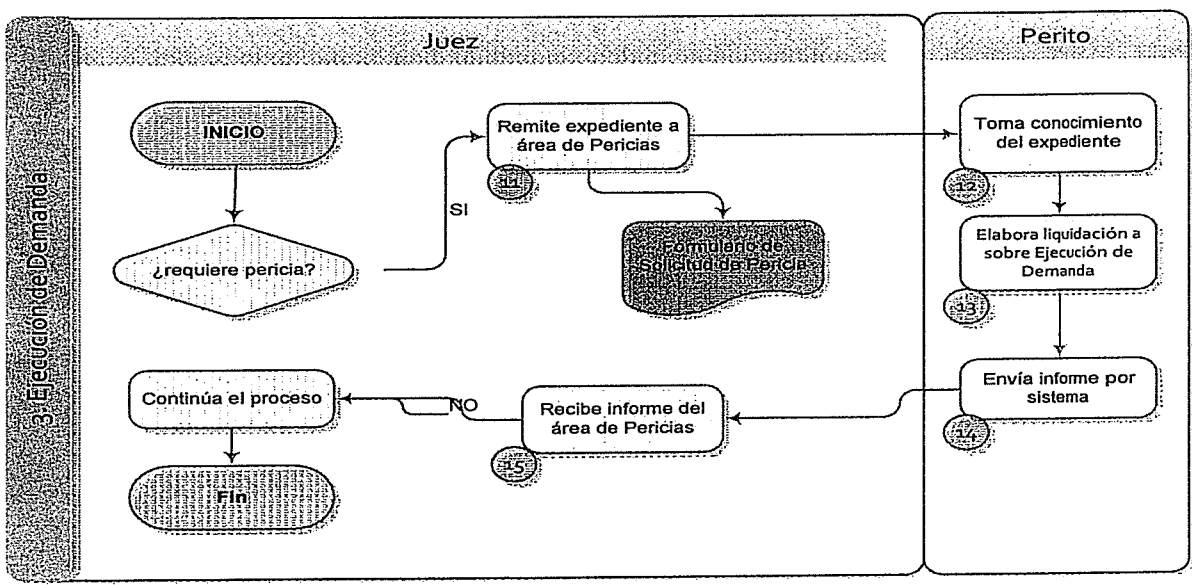 3. Ejecución de Demanda
Juez
Perito
INICIO
¿requiere pericia?
SI
Remite expediente a
área de Pericias
11
Formulario de
Solicitud de Pericia
Toma conocimiento
del expediente
12
Elabora liquidación a
sobre Ejecución de
Demanda
13
Envía informe por
sistema
14
Recibe informe del
área de Pericias
15
NO
Continúa el proceso
Fin